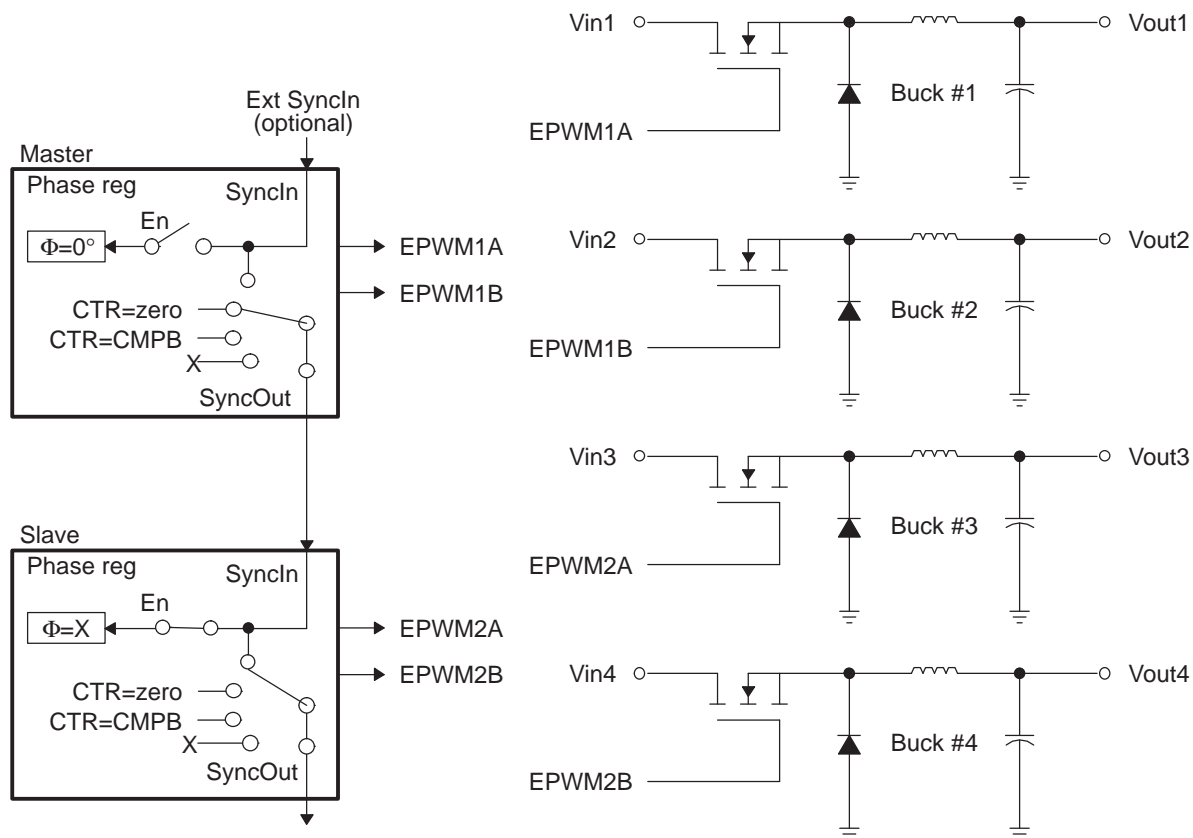 Ext SyncIn
(optional)
Master
Phase reg
SyncIn
En
Φ=0°
EPWM1A
EPWM1B
CTR=zero
CTR=CMPB
X
SyncOut
Slave
Phase reg
SyncIn
En
Φ=X
EPWM2A
EPWM2B
CTR=zero
CTR=CMPB
X
SyncOut
Vin1
Vout1
Buck #1
EPWM1A
Vin2
Vout2
Buck #2
EPWM1B
Vin3
Vout3
Buck #3
EPWM2A
Vin4
Vout4
Buck #4
EPWM2B